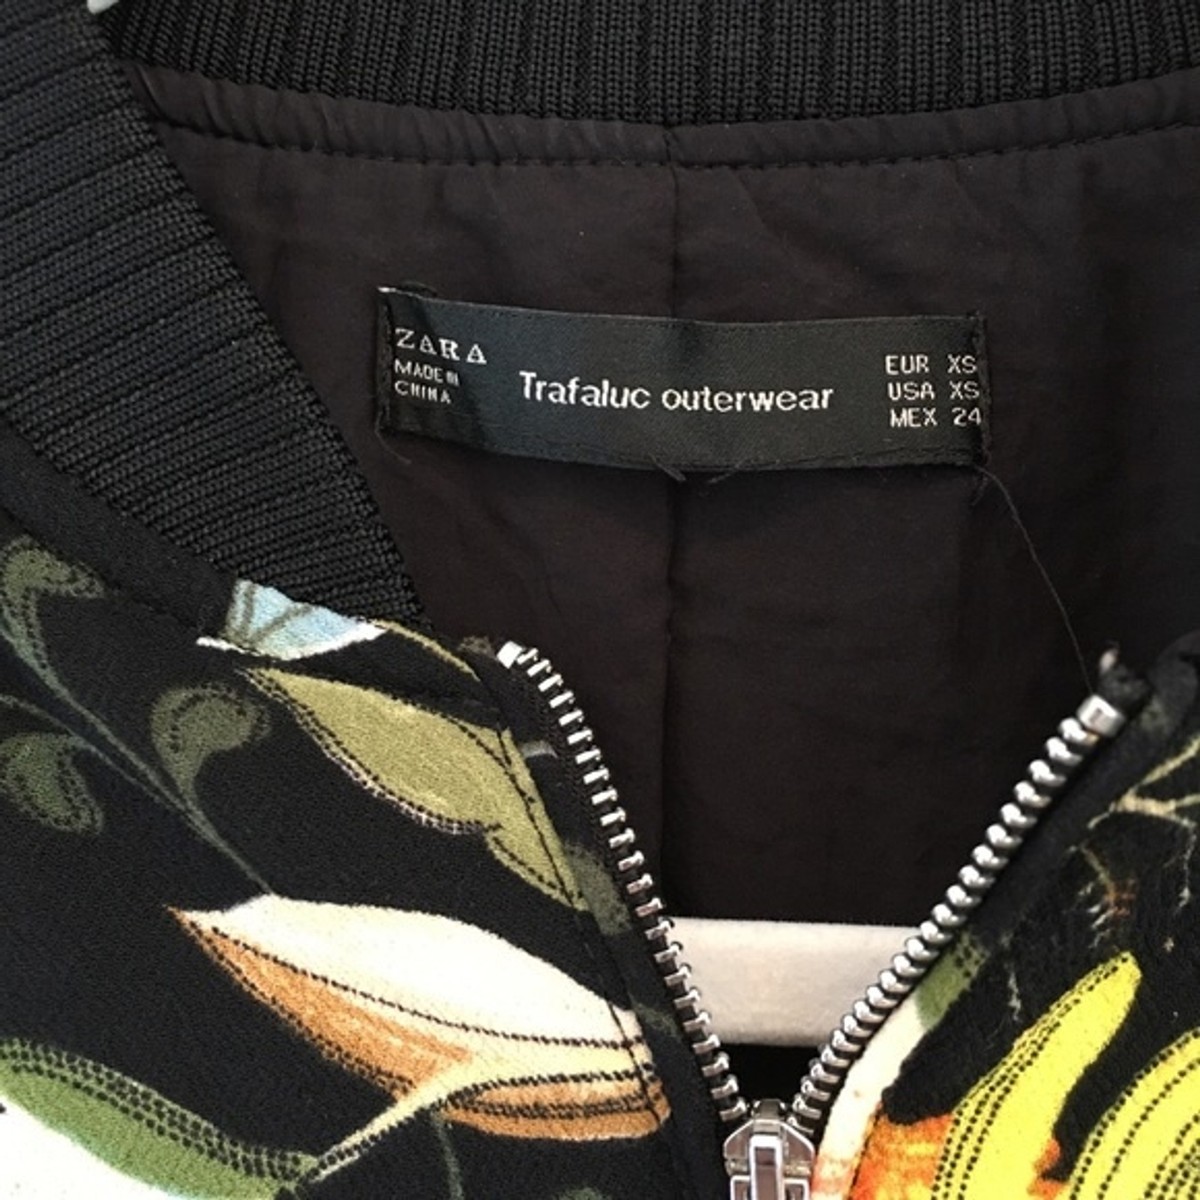 ZARA
MADE IN
CHINA
Trafaluc outerwear
EUR XS
USA XS
MEX 24